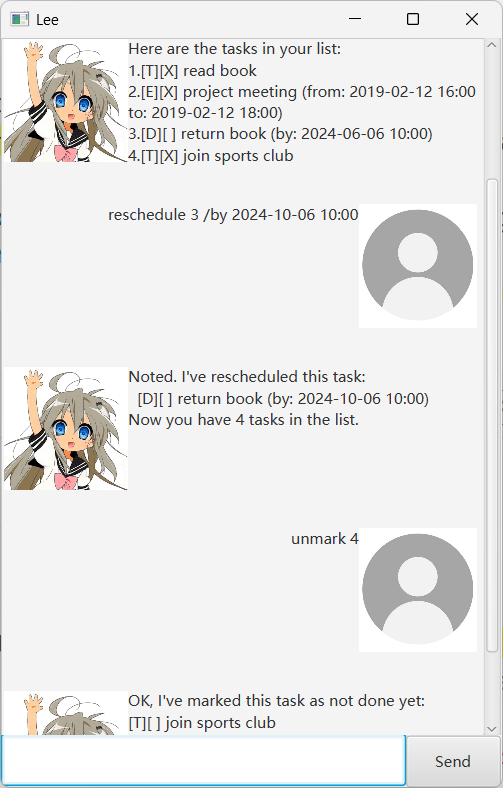 Lee
Here are the tasks in your list:
1.[T][X] read book
2.[E][X] project meeting (from: 2019-02-12 16:00
to: 2019-02-12 18:00)
3.[D][ ] return book (by: 2024-06-06 10:00)
4.[T][X] join sports club
reschedule 3 /by 2024-10-06 10:00
Noted. I've rescheduled this task:
  [D][ ] return book (by: 2024-10-06 10:00)
Now you have 4 tasks in the list.
unmark 4
OK, I've marked this task as not done yet:
[T][ ] join sports club
Send